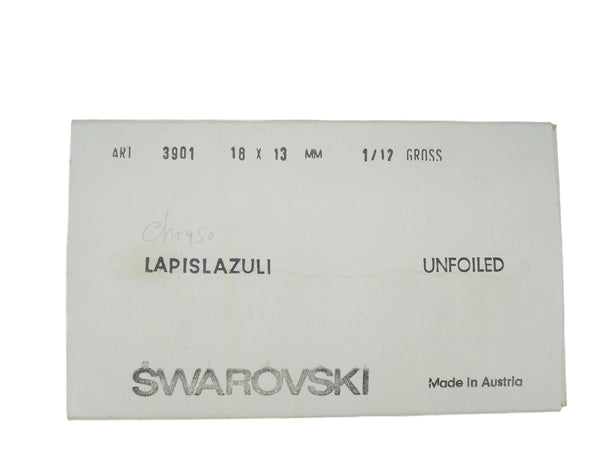 ART 3901 18 X 13 MM 1/12 GROSS
Chryso
LAPISLAZULI UNFOILED
SWAROVSKI Made in Austria